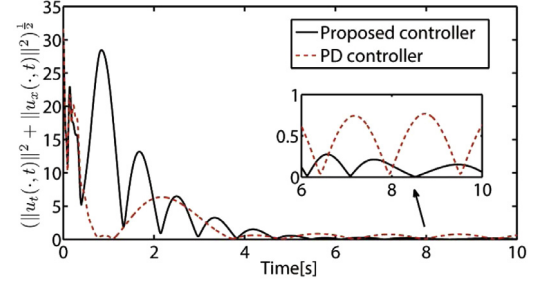 (||u_t(·,t)||² + ||u_x(·,t)||²)^{1/2}
35
30
25
20
15
10
5
0
Proposed controller
PD controller
1
0.5
0
6 8 10
0 2 4 6 8 10
Time[s]